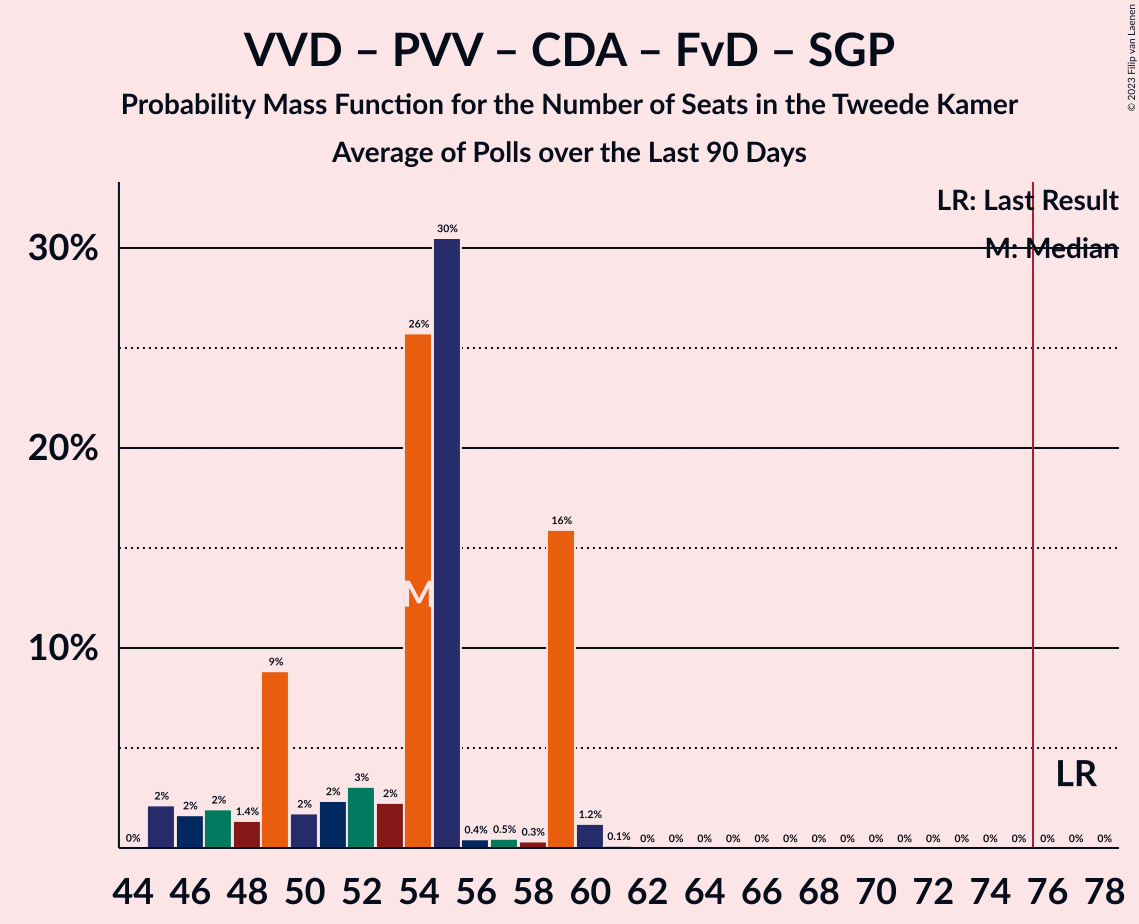 VVD – PVV – CDA – FvD – SGP
Probability Mass Function for the Number of Seats in the Tweede Kamer
Average of Polls over the Last 90 Days
© 2023 Filip van Laenen
LR: Last Result
M: Median
30%
20%
10%
0% 2% 2% 2% 1.4% 9% 2% 2% 3% 2% 26% 30% 0.4% 0.5% 0.3% 16% 1.2% 0.1% 0% 0% 0% 0% 0% 0% 0% 0% 0% 0% 0% 0% 0% 0% 0% 0% 0%
M
LR
44 46 48 50 52 54 56 58 60 62 64 66 68 70 72 74 76 78